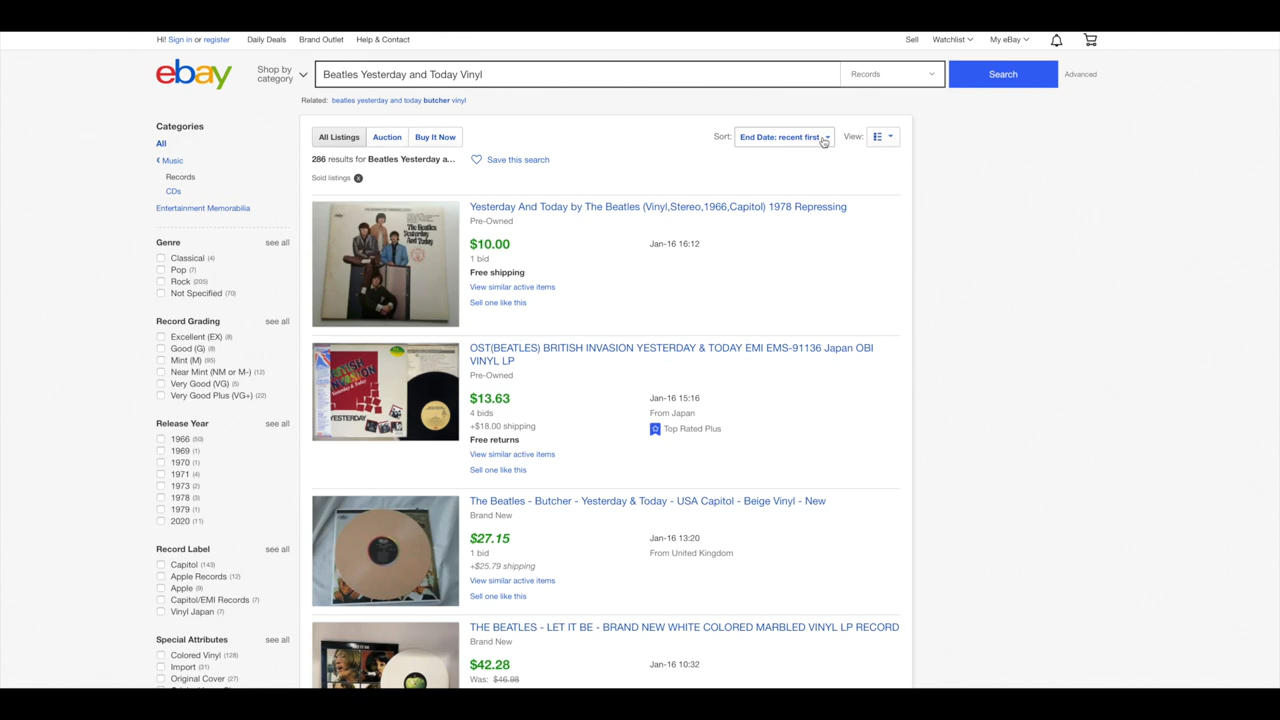 Hi! Sign in or register Daily Deals Brand Outlet Help & Contact Sell Watchlist My eBay
ebay Shop by category Beatles Yesterday and Today Vinyl Records Search Advanced
Related: beatles yesterday and today butcher vinyl
Categories
All
Music
Records
CDs
Entertainment Memorabilia
Genre see all
Classical (4)
Pop (7)
Rock (205)
Not Specified (70)
Record Grading see all
Excellent (EX) (8)
Good (G) (8)
Mint (M) (95)
Near Mint (NM or M-) (12)
Very Good (VG) (5)
Very Good Plus (VG+) (22)
Release Year see all
1966 (50)
1969 (1)
1970 (1)
1971 (4)
1973 (2)
1978 (3)
1979 (1)
2020 (11)
Record Label see all
Capitol (143)
Apple Records (12)
Apple (9)
Capitol/EMI Records (7)
Vinyl Japan (7)
Special Attributes see all
Colored Vinyl (128)
Import (31)
Original Cover (27)
All Listings Auction Buy It Now Sort: End Date: recent first View:
286 results for Beatles Yesterday a... Save this search
Sold listings x
Yesterday And Today by The Beatles (Vinyl,Stereo,1966,Capitol) 1978 Repressing
Pre-Owned
$10.00 Jan-16 16:12
1 bid
Free shipping
View similar active items
Sell one like this
OST(BEATLES) BRITISH INVASION YESTERDAY & TODAY EMI EMS-91136 Japan OBI
VINYL LP
Pre-Owned
$13.63 Jan-16 15:16
4 bids From Japan
+$18.00 shipping Top Rated Plus
Free returns
View similar active items
Sell one like this
The Beatles - Butcher - Yesterday & Today - USA Capitol - Beige Vinyl - New
Brand New
$27.15 Jan-16 13:20
1 bid From United Kingdom
+$25.79 shipping
View similar active items
Sell one like this
THE BEATLES - LET IT BE - BRAND NEW WHITE COLORED MARBLED VINYL LP RECORD
Brand New
$42.28 Jan-16 10:32
Was: $46.98